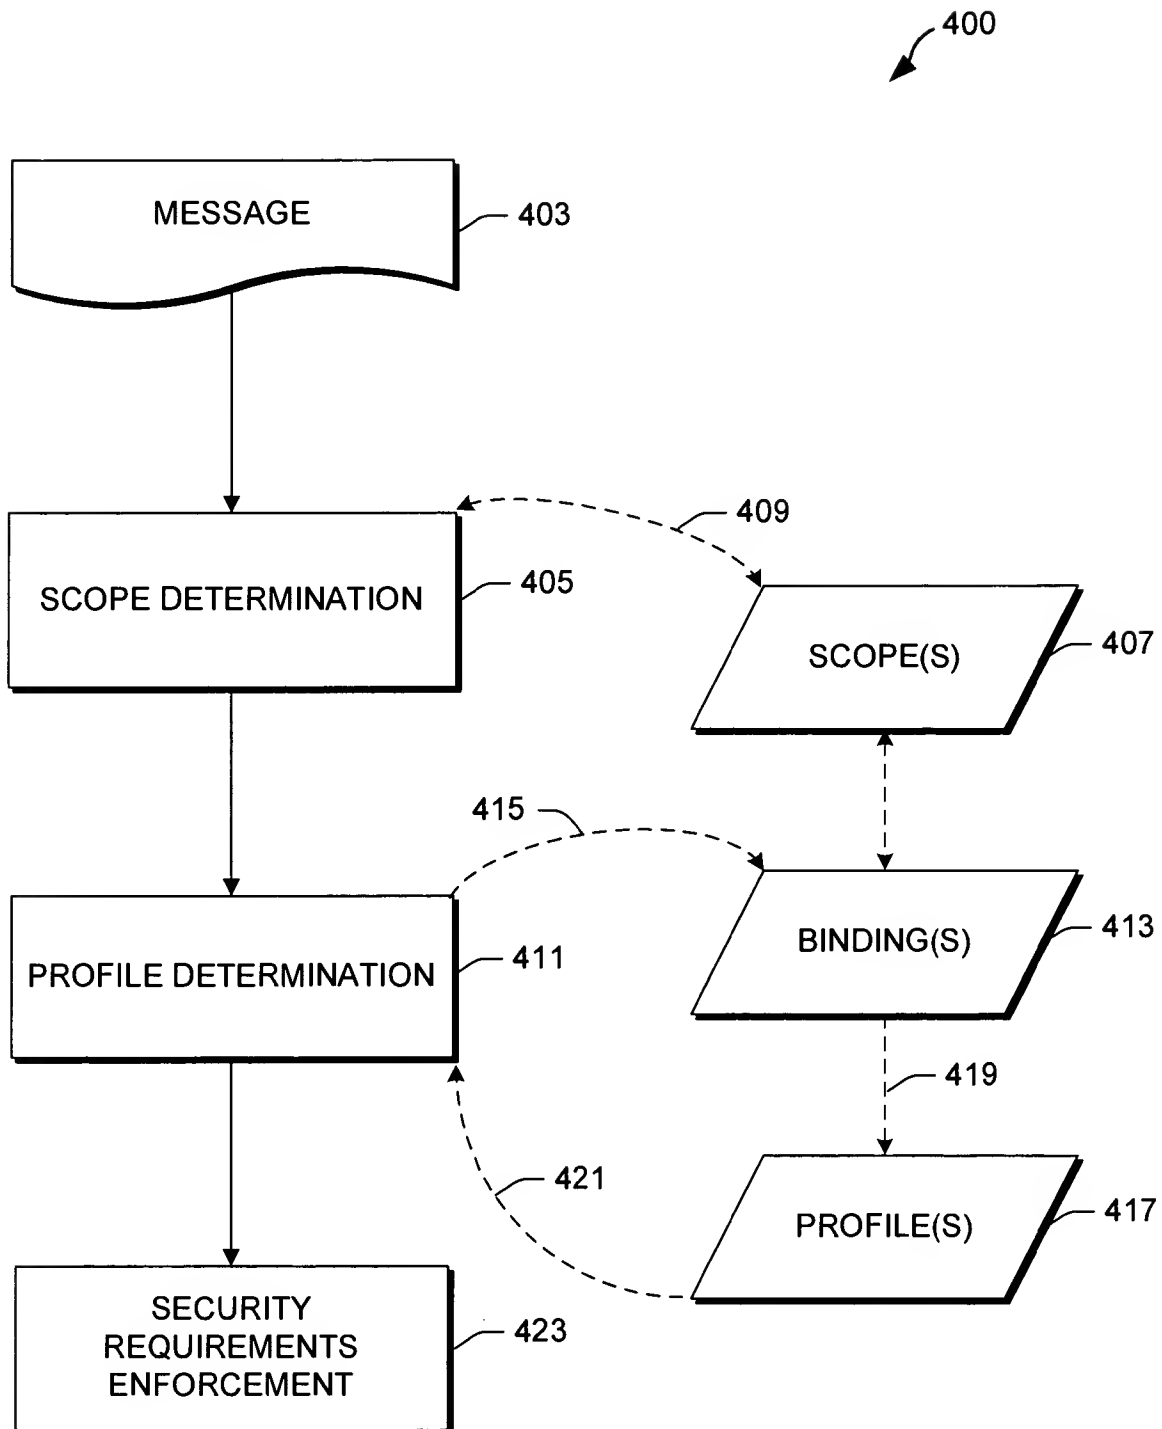 400
MESSAGE
403
409
SCOPE DETERMINATION
405
SCOPE(S)
407
415
PROFILE DETERMINATION
411
BINDING(S)
413
419
421
PROFILE(S)
417
SECURITY
REQUIREMENTS
ENFORCEMENT
423